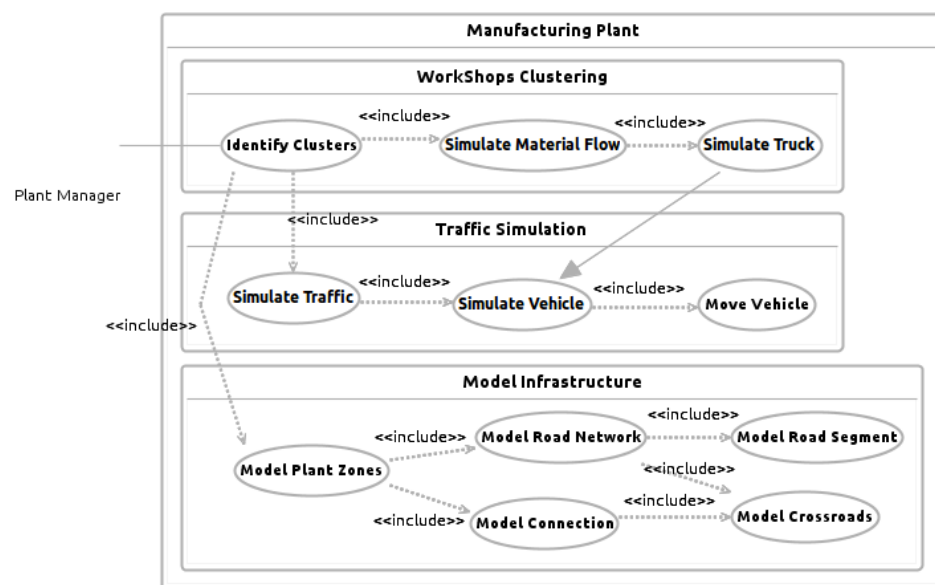 Manufacturing Plant
WorkShops Clustering
<<include>>
<<include>>
Identify Clusters
Simulate Material Flow
Simulate Truck
Plant Manager
<<include>>
Traffic Simulation
<<include>>
<<include>>
Simulate Traffic
Simulate Vehicle
Move Vehicle
<<include>>
Model Infrastructure
<<include>>
<<include>>
Model Road Network
Model Road Segment
Model Plant Zones
<<include>>
<<include>>
<<include>>
Model Connection
Model Crossroads